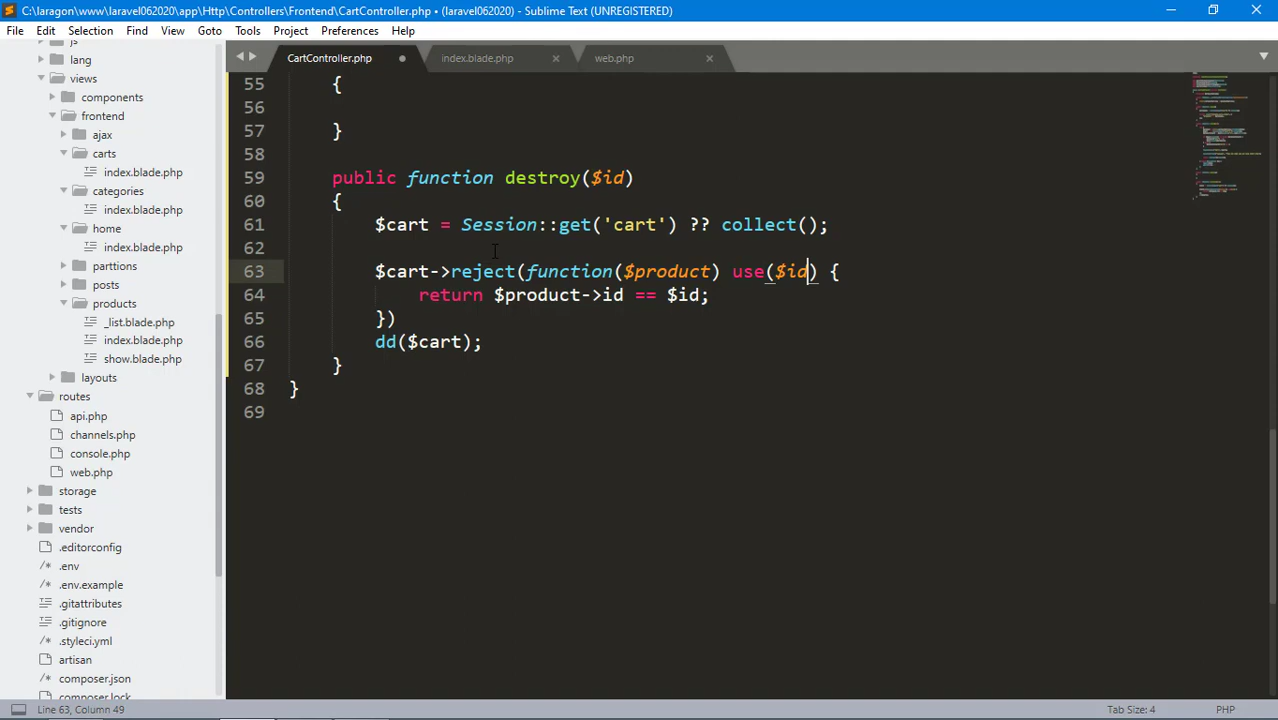 C:\laragon\www\laravel062020\app\Http\Controllers\Frontend\CartController.php • (laravel062020) - Sublime Text (UNREGISTERED)
File Edit Selection Find View Goto Tools Project Preferences Help
CartController.php index.blade.php web.php
js
lang
views
components
frontend
ajax
carts
index.blade.php
categories
index.blade.php
home
index.blade.php
parttions
posts
products
_list.blade.php
index.blade.php
show.blade.php
layouts
routes
api.php
channels.php
console.php
web.php
storage
tests
vendor
.editorconfig
.env
.env.example
.gitattributes
.gitignore
.styleci.yml
artisan
composer.json
composer.lock
55 {
56
57 }
58
59 public function destroy($id)
60 {
61 $cart = Session::get('cart') ?? collect();
62
63 $cart->reject(function($product) use($id) {
64 return $product->id == $id;
65 })
66 dd($cart);
67 }
68 }
69
Line 63, Column 49 Tab Size: 4 PHP